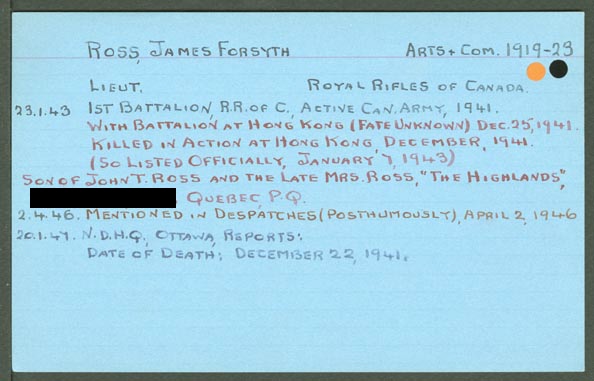 ROSS, JAMES FORSYTH ARTS + COM. 1919-23
LIEUT. ROYAL RIFLES OF CANADA.
23.1.43 1ST BATTALION, R.R. OF C., ACTIVE CAN. ARMY, 1941.
WITH BATTALION AT HONG KONG (FATE UNKNOWN) DEC. 25, 1941.
KILLED IN ACTION AT HONG KONG, DECEMBER, 1941.
(SO LISTED OFFICIALLY, JANUARY 7, 1943)
SON OF JOHN T. ROSS AND THE LATE MRS. ROSS, "THE HIGHLANDS",
QUEBEC, P.Q.
2.4.46. MENTIONED IN DESPATCHES (POSTHUMOUSLY), APRIL 2, 1946
20.1.47. N.D.H.Q., OTTAWA, REPORTS:
DATE OF DEATH: DECEMBER 22, 1941.